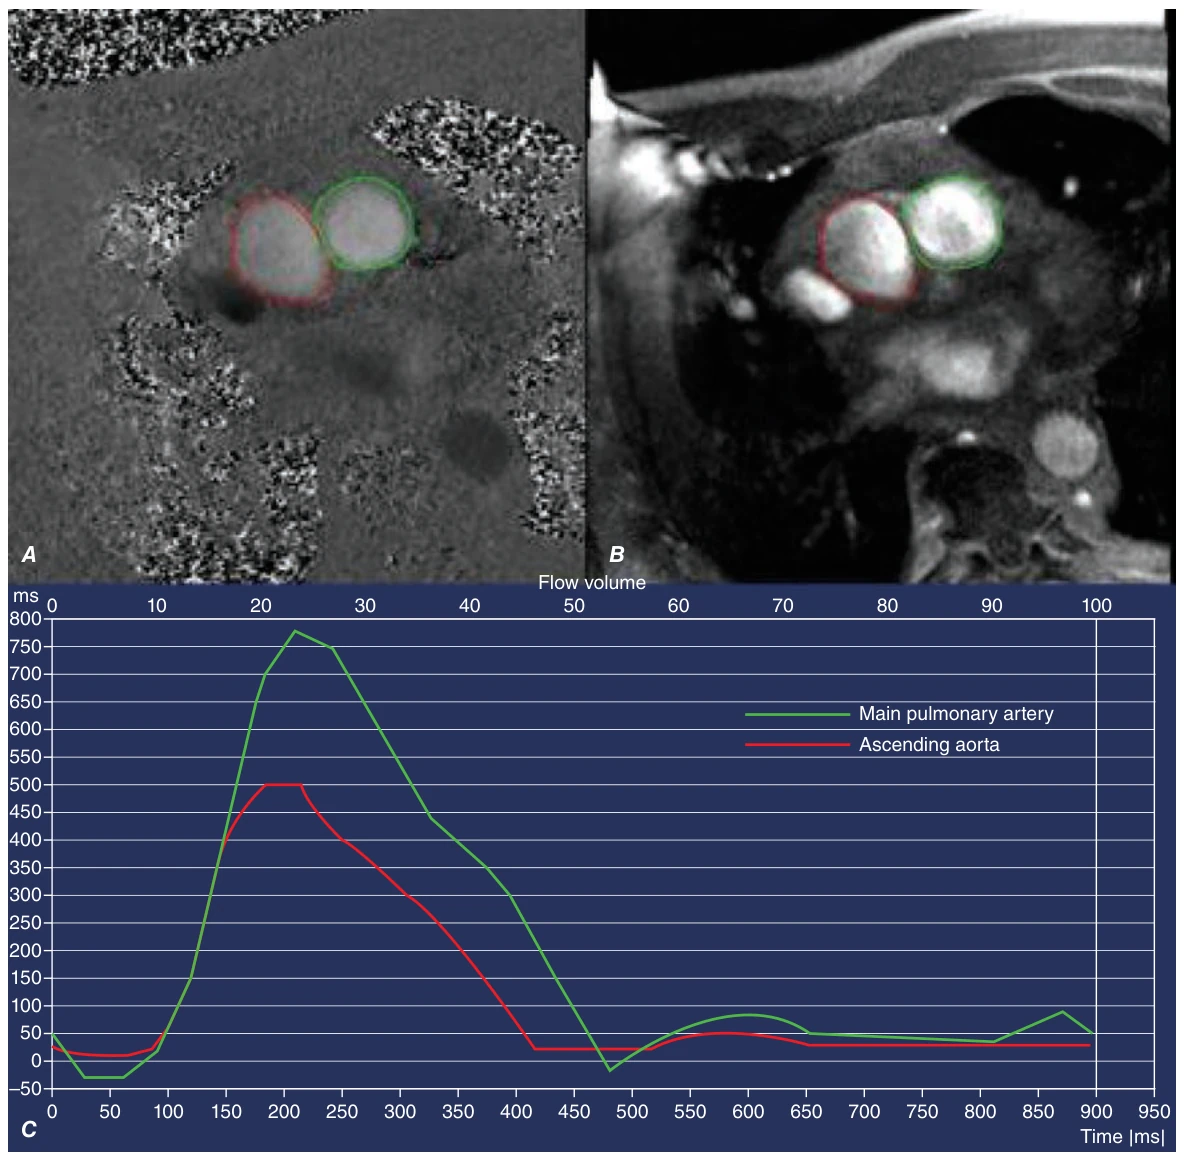 A
B
Flow volume
ms
0 10 20 30 40 50 60 70 80 90 100
800
750
700
650
600
550
500
450
400
350
300
250
200
150
100
50
0
–50
Main pulmonary artery
Ascending aorta
0 50 100 150 200 250 300 350 400 450 500 550 600 650 700 750 800 850 900 950
C
Time |ms|